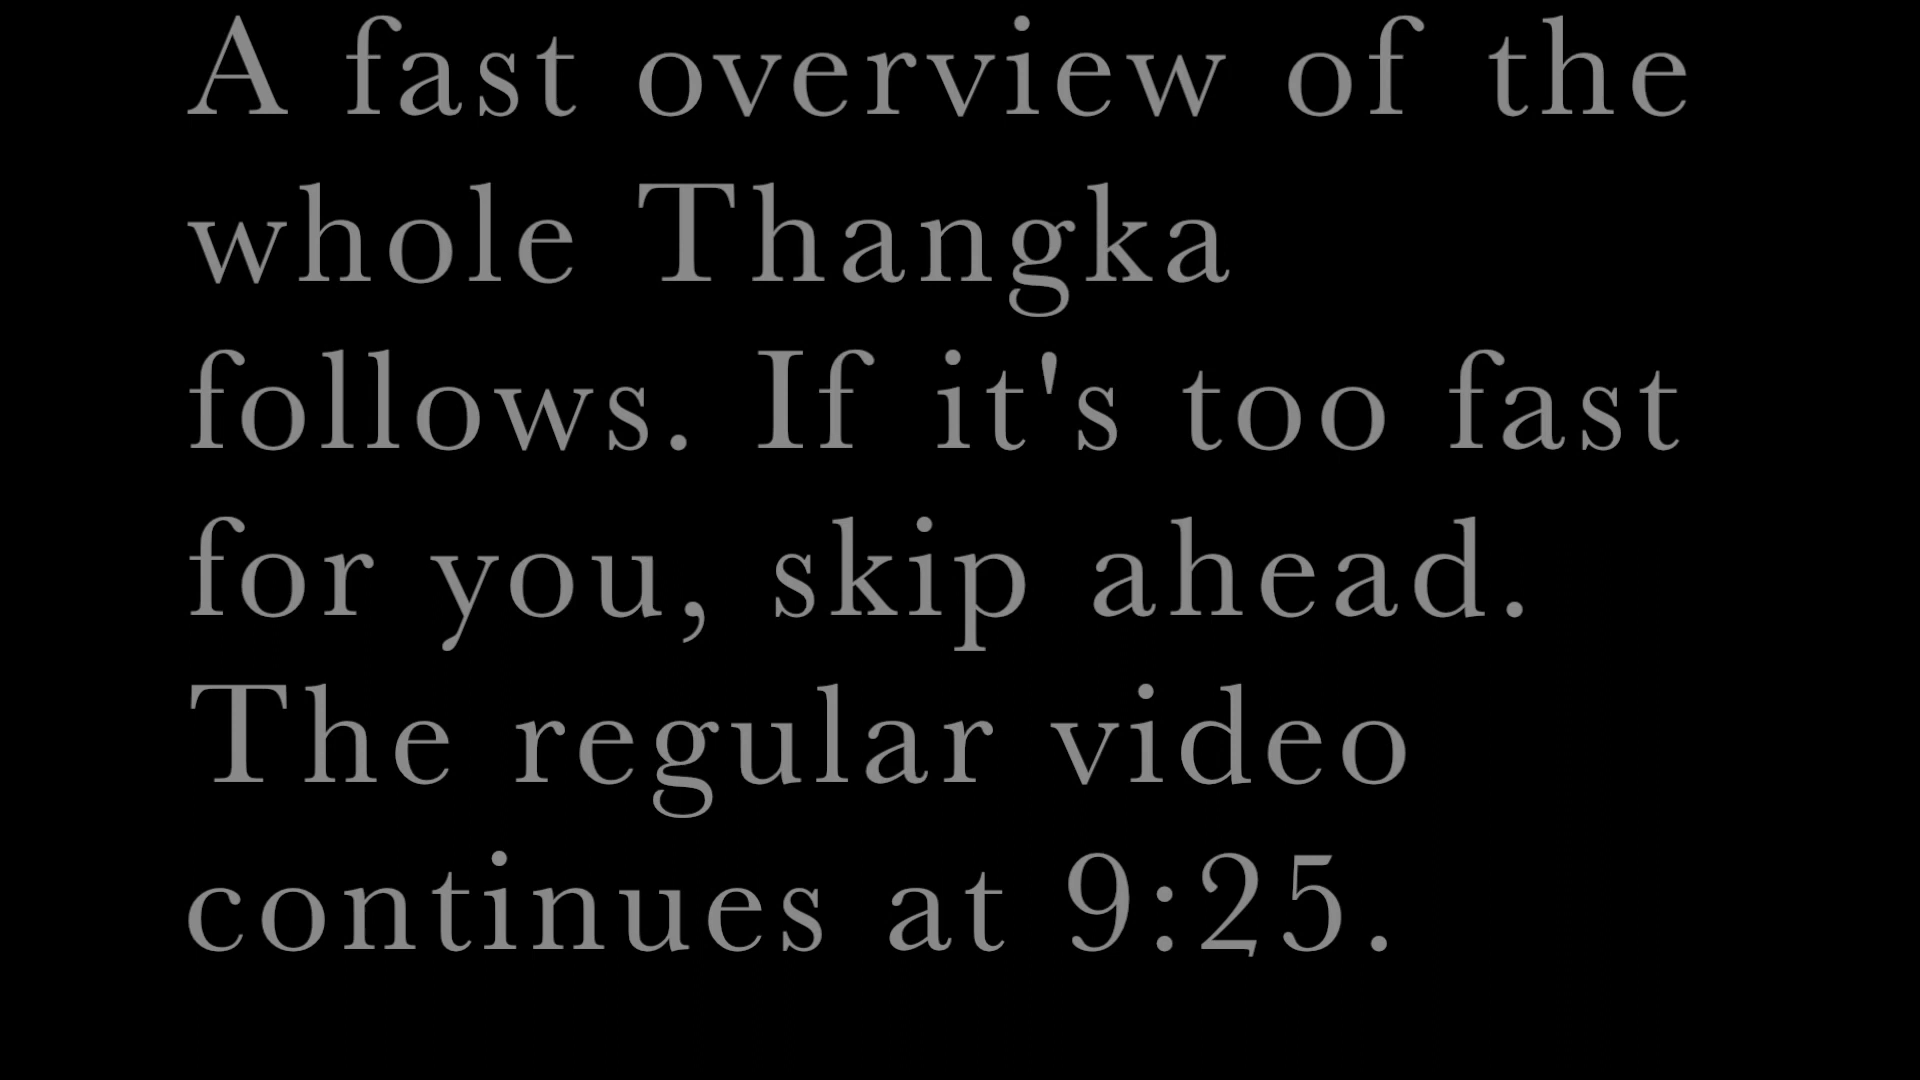 A fast overview of the
whole Thangka
follows. If it's too fast
for you, skip ahead.
The regular video
continues at 9:25.